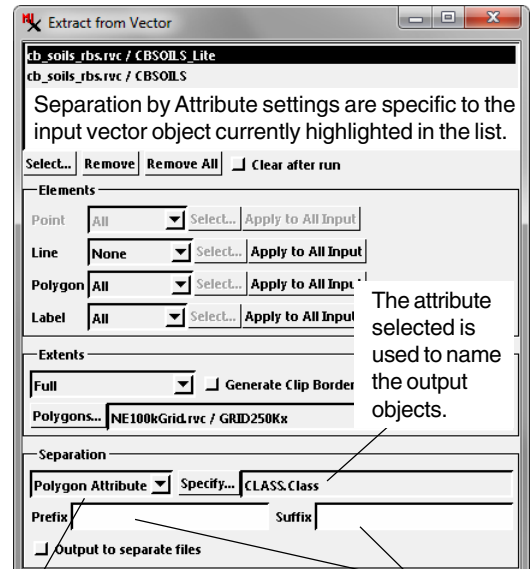 Extract from Vector
cb_soils_rbs.rvc / CBSOILS_Lite
cb_soils_rbs.rvc / CBSOILS
Separation by Attribute settings are specific to the
input vector object currently highlighted in the list.
Select... Remove Remove All Clear after run
Elements
Point All Select... Apply to All Input
Line None Select... Apply to All Input
Polygon All Select... Apply to All Input
Label All Select... Apply to All Input
The attribute
selected is
used to name
the output
objects.
Extents
Full Generate Clip Border
Polygons... NE100kGrid.rvc / GRID250Kx
Separation
Polygon Attribute Specify... CLASS.Class
Prefix Suffix
Output to separate files